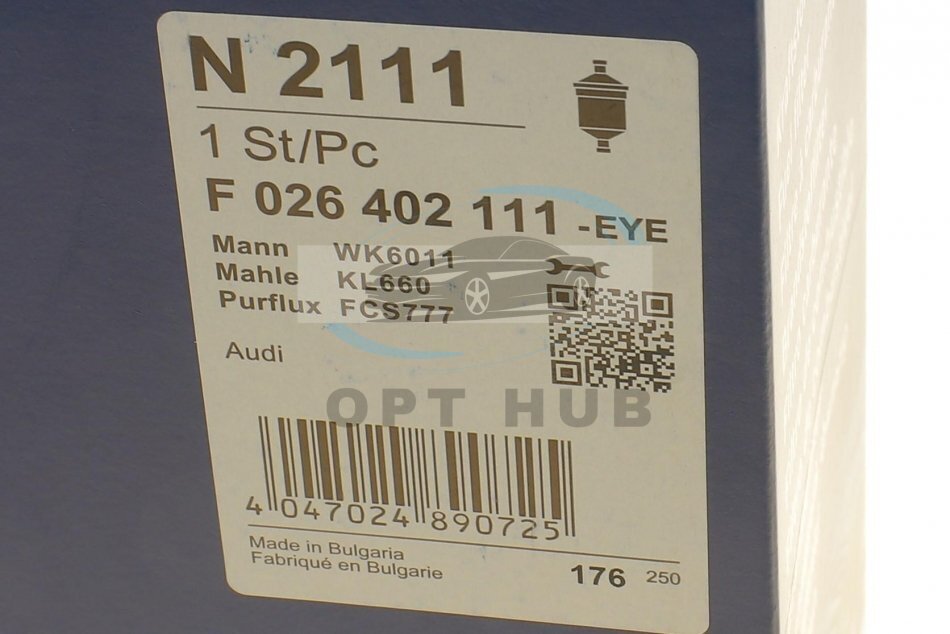 N 2111
1 St/Pc
F 026 402 111 -EYE
Mann WK6011
Mahle KL660
Purflux FCS777
Audi
OPT HUB
4 047024 890725
Made in Bulgaria
Fabriqué en Bulgarie
176 250